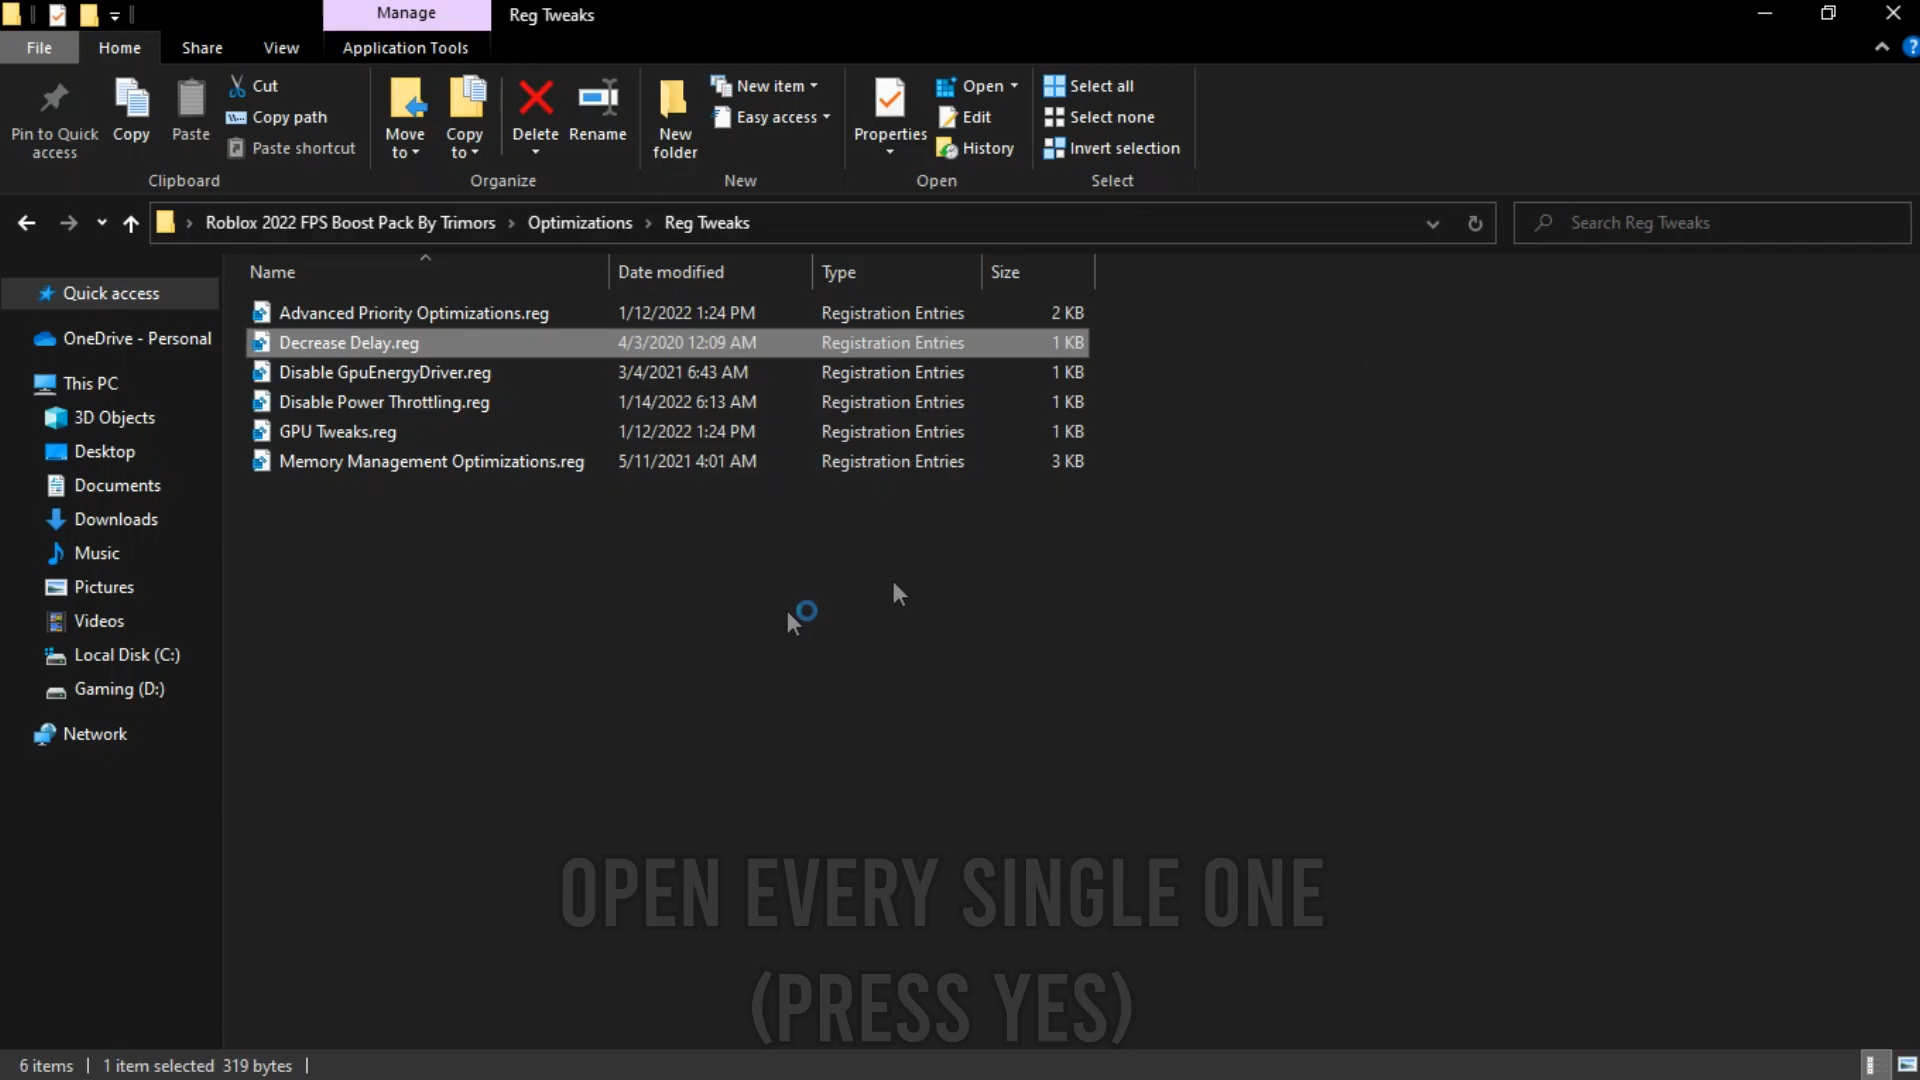 Manage
Reg Tweaks
File
Home
Share
View
Application Tools
Pin to Quick access
Copy
Paste
Cut
Copy path
Paste shortcut
Clipboard
Move to
Copy to
Delete
Rename
Organize
New folder
New item
Easy access
New
Properties
Open
Edit
History
Open
Select all
Select none
Invert selection
Select
Roblox 2022 FPS Boost Pack By Trimors > Optimizations > Reg Tweaks
Search Reg Tweaks
Name Date modified Type Size
Advanced Priority Optimizations.reg 1/12/2022 1:24 PM Registration Entries 2 KB
Decrease Delay.reg 4/3/2020 12:09 AM Registration Entries 1 KB
Disable GpuEnergyDriver.reg 3/4/2021 6:43 AM Registration Entries 1 KB
Disable Power Throttling.reg 1/14/2022 6:13 AM Registration Entries 1 KB
GPU Tweaks.reg 1/12/2022 1:24 PM Registration Entries 1 KB
Memory Management Optimizations.reg 5/11/2021 4:01 AM Registration Entries 3 KB
Quick access
OneDrive - Personal
This PC
3D Objects
Desktop
Documents
Downloads
Music
Pictures
Videos
Local Disk (C:)
Gaming (D:)
Network
OPEN EVERY SINGLE ONE
(PRESS YES)
6 items 1 item selected 319 bytes